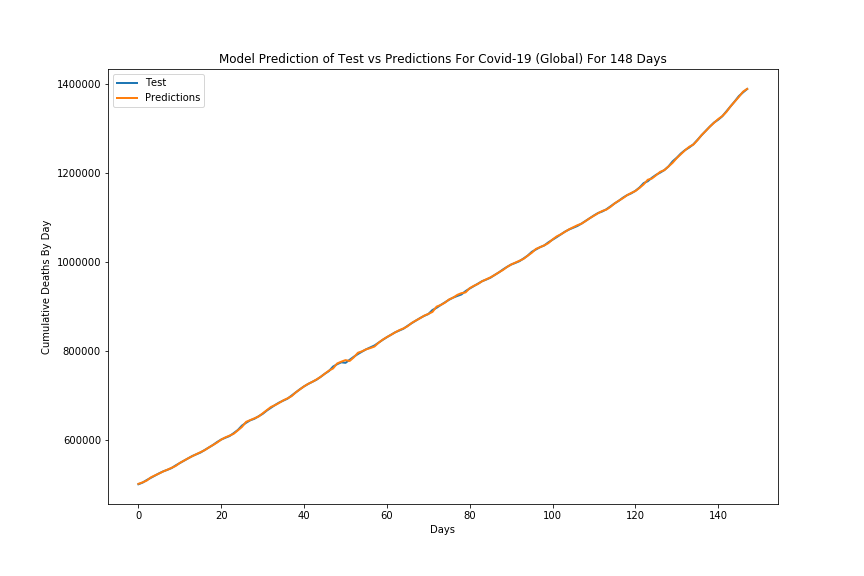 Model Prediction of Test vs Predictions For Covid-19 (Global) For 148 Days
Test
Predictions
1400000
1200000
1000000
800000
600000
Cumulative Deaths By Day
0 20 40 60 80 100 120 140
Days